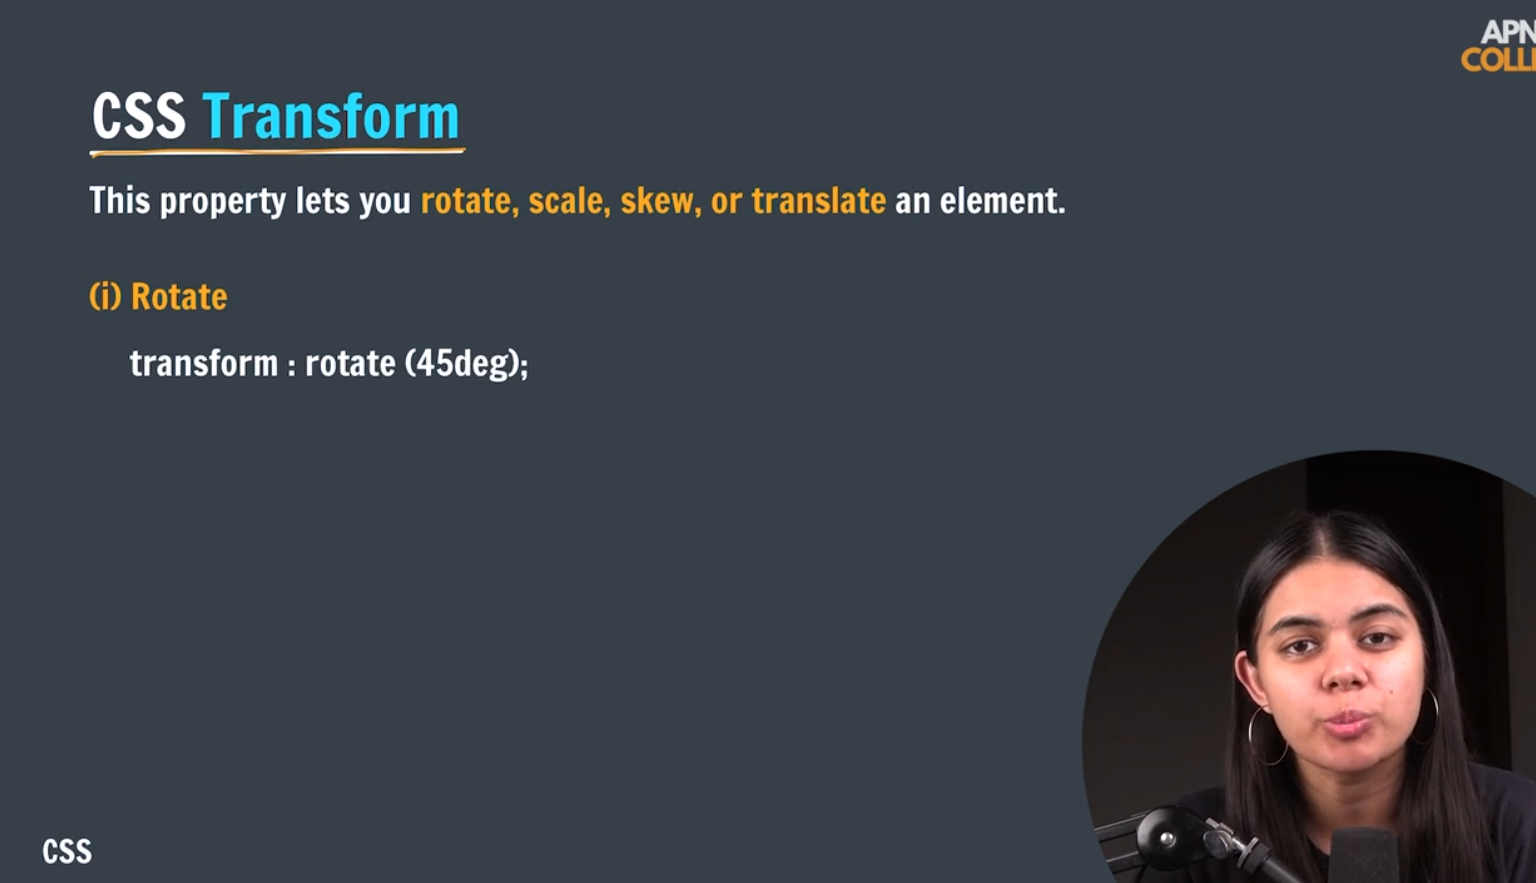 APN
COLLE
CSS Transform
This property lets you rotate, scale, skew, or translate an element.
(i) Rotate
transform : rotate (45deg);
CSS